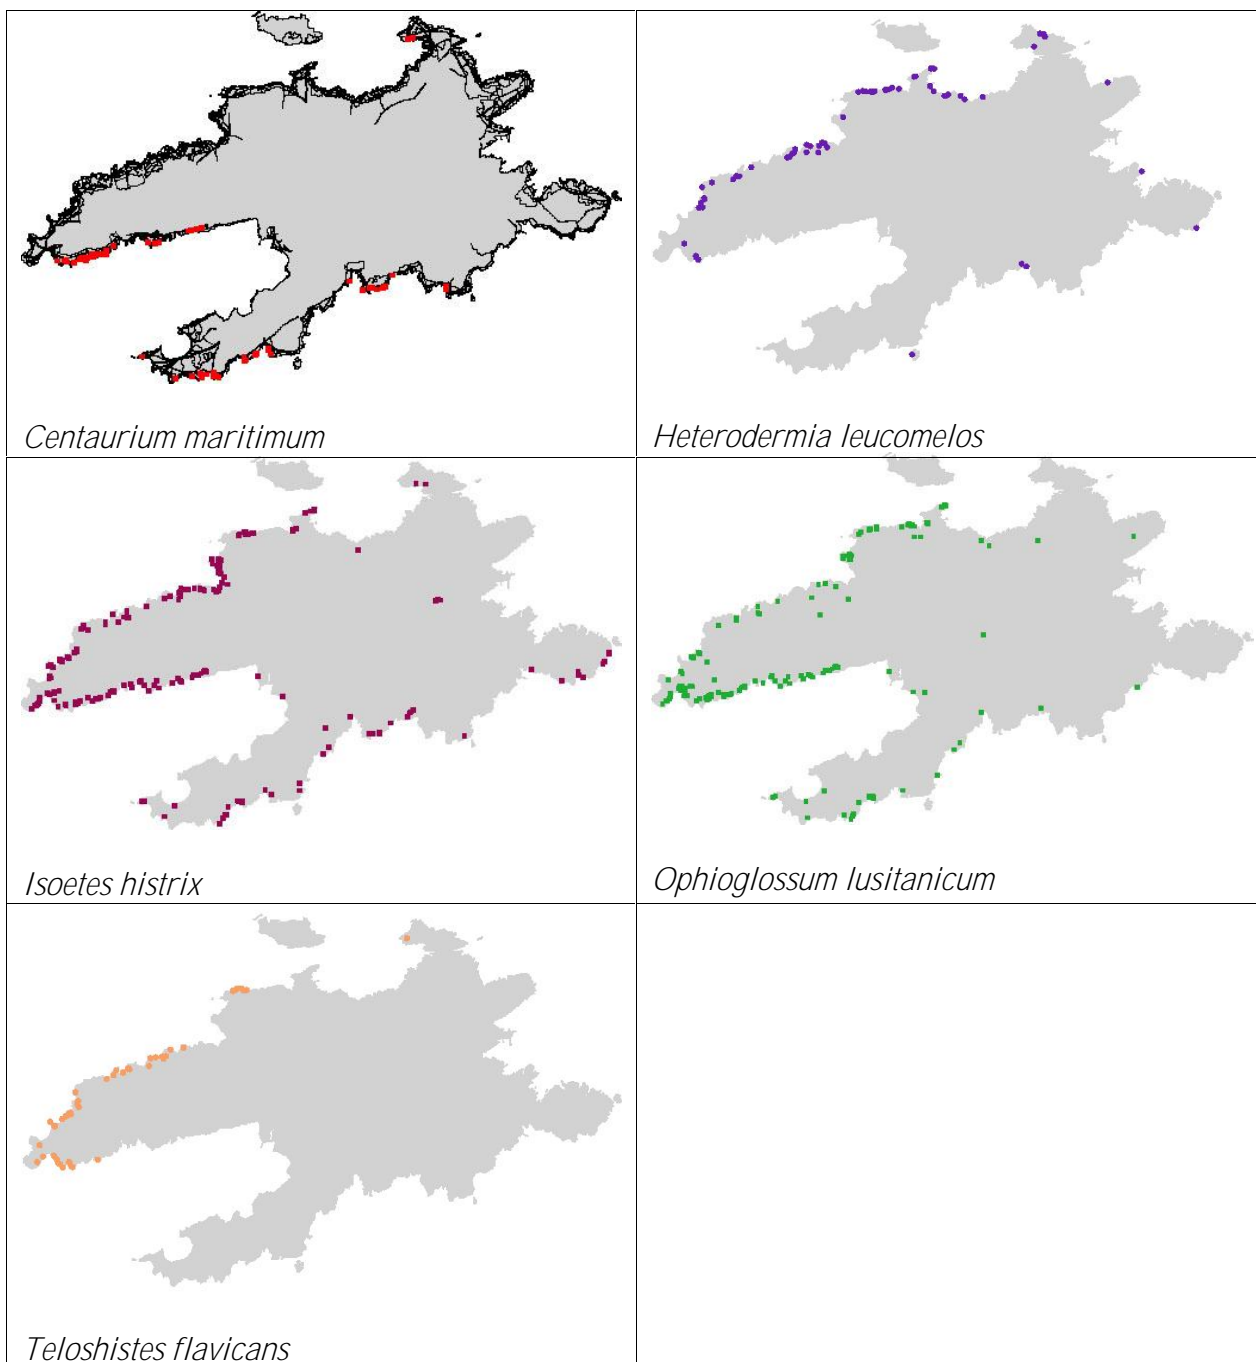 Centaurium maritimum
Heterodermia leucomelos
Isoetes histrix
Ophioglossum lusitanicum
Teloshistes flavicans